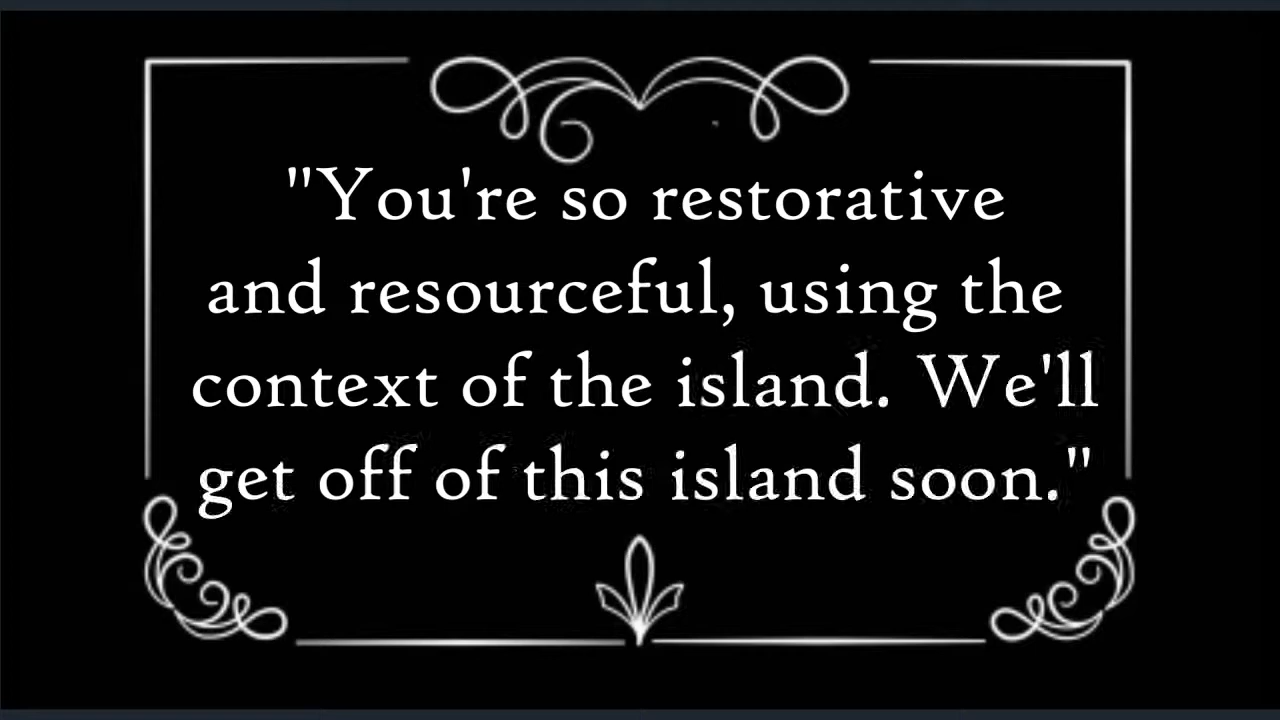 "You're so restorative
and resourceful, using the
context of the island. We'll
get off of this island soon."